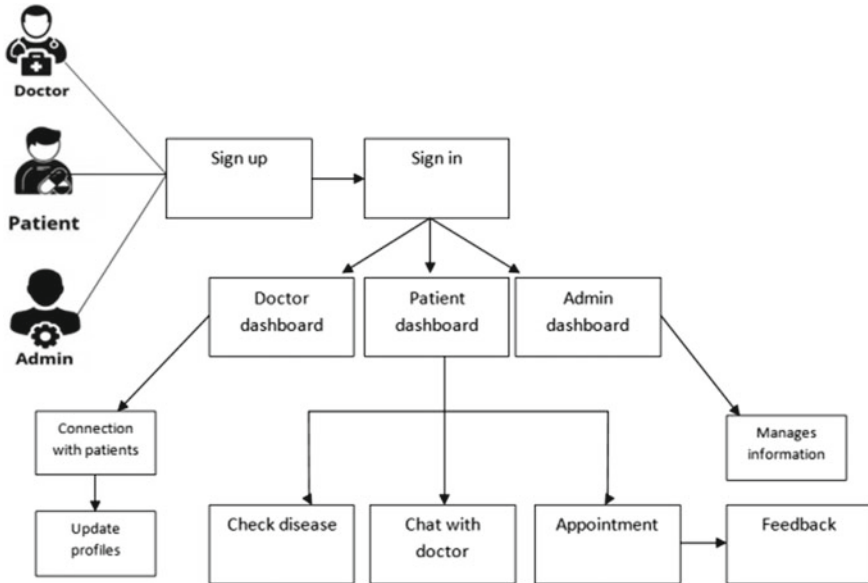 Doctor
Patient
Admin
Sign up
Sign in
Doctor
dashboard
Patient
dashboard
Admin
dashboard
Connection
with patients
Manages
information
Update
profiles
Check disease
Chat with
doctor
Appointment
Feedback